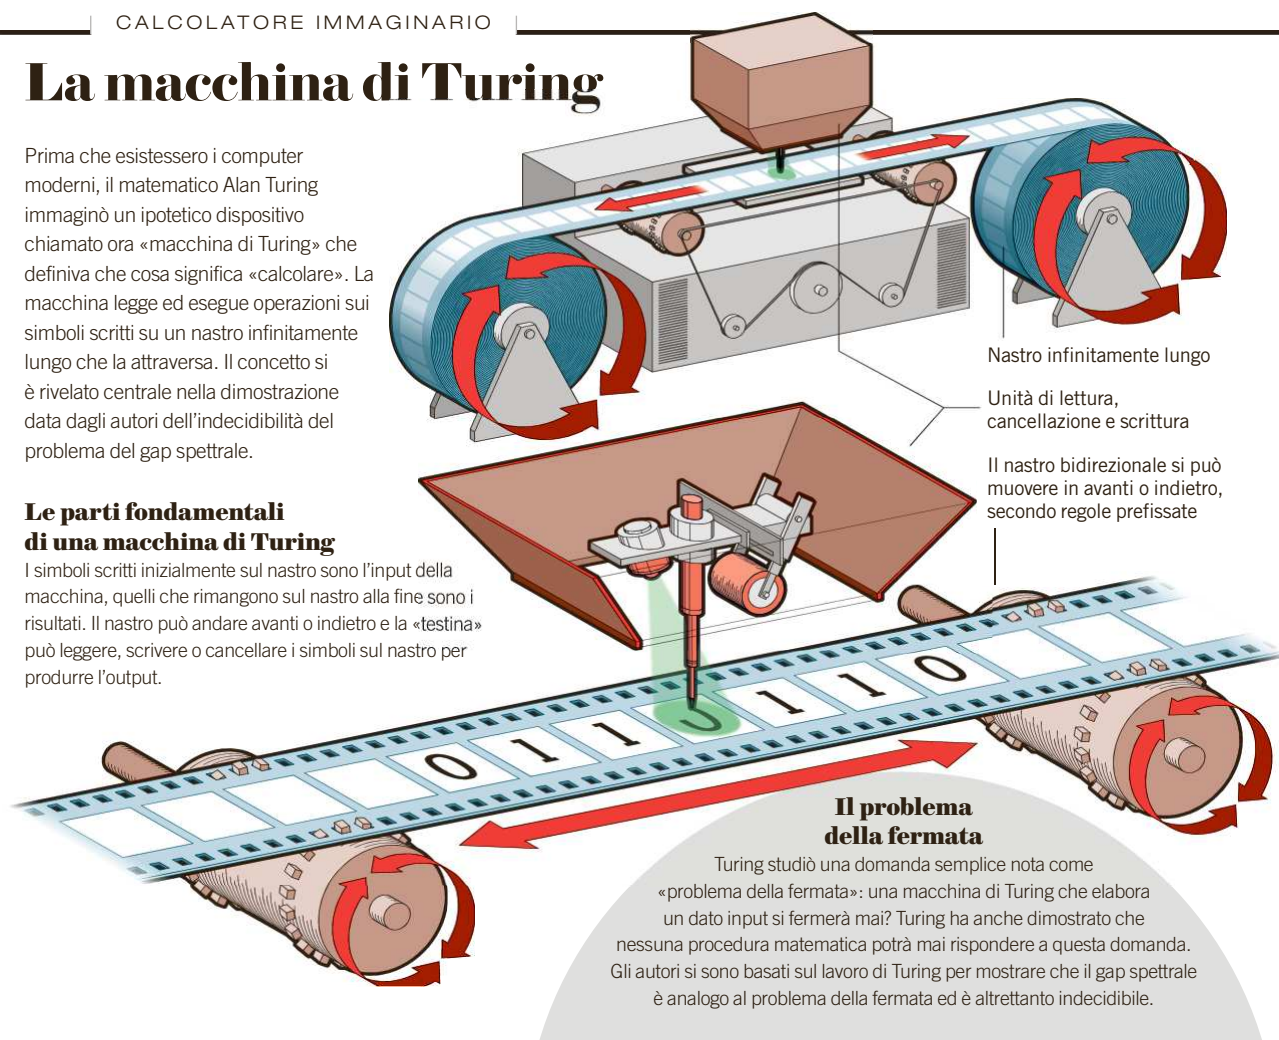 CALCOLATORE IMMAGINARIO
La macchina di Turing
Prima che esistessero i computer
moderni, il matematico Alan Turing
immaginò un ipotetico dispositivo
chiamato ora «macchina di Turing» che
definiva che cosa significa «calcolare». La
macchina legge ed esegue operazioni sui
simboli scritti su un nastro infinitamente
lungo che la attraversa. Il concetto si
è rivelato centrale nella dimostrazione
data dagli autori dell'indecidibilità del
problema del gap spettrale.
Le parti fondamentali
di una macchina di Turing
I simboli scritti inizialmente sul nastro sono l'input della
macchina, quelli che rimangono sul nastro alla fine sono i
risultati. Il nastro può andare avanti o indietro e la «testina»
può leggere, scrivere o cancellare i simboli sul nastro per
produrre l'output.
Nastro infinitamente lungo
Unità di lettura,
cancellazione e scrittura
Il nastro bidirezionale si può
muovere in avanti o indietro,
secondo regole prefissate
0 1 1 1 1 0
Il problema
della fermata
Turing studiò una domanda semplice nota come
«problema della fermata»: una macchina di Turing che elabora
un dato input si fermerà mai? Turing ha anche dimostrato che
nessuna procedura matematica potrà mai rispondere a questa domanda.
Gli autori si sono basati sul lavoro di Turing per mostrare che il gap spettrale
è analogo al problema della fermata ed è altrettanto indecidibile.